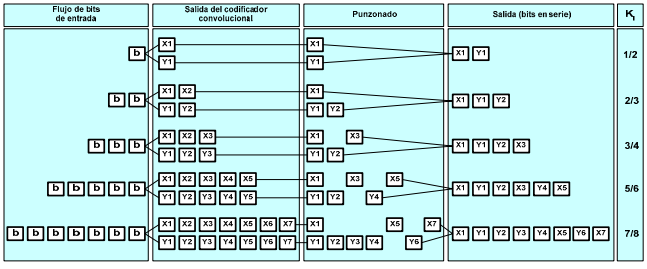 Flujo de bits
de entrada
Salida del codificador
convolucional
Punzonado
Salida (bits en serie)
KI
X1 X1
b X1 Y1 1/2
Y1 Y1
X1 X2 X1
b b X1 Y1 Y2 2/3
Y1 Y2 Y1 Y2
X1 X2 X3 X1 X3
b b b X1 Y1 Y2 X3 3/4
Y1 Y2 Y3 Y1 Y2
X1 X2 X3 X4 X5 X1 X3 X5
b b b b b X1 Y1 Y2 X3 Y4 X5 5/6
Y1 Y2 Y3 Y4 Y5 Y1 Y2 Y4
X1 X2 X3 X4 X5 X6 X7 X1 X5 X7
b b b b b b b X1 Y1 Y2 Y3 Y4 X5 Y6 X7 7/8
Y1 Y2 Y3 Y4 Y5 Y6 Y7 Y1 Y2 Y3 Y4 Y6